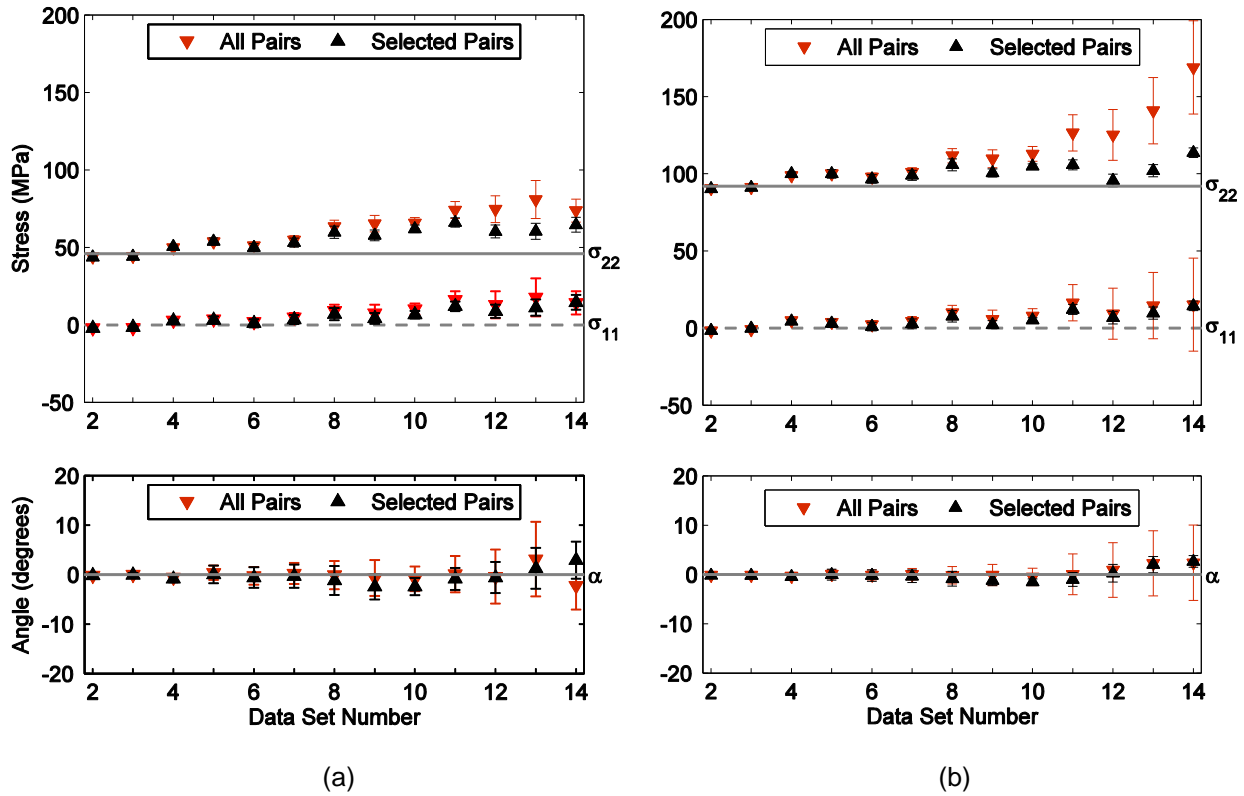 200
150
100
50
0
-50
Stress (MPa)
All Pairs Selected Pairs
σ22
σ11
2 4 6 8 10 12 14
20
10
0
-10
-20
Angle (degrees)
All Pairs Selected Pairs
α
2 4 6 8 10 12 14
Data Set Number
(a)
200
150
100
50
0
-50
All Pairs Selected Pairs
σ22
σ11
2 4 6 8 10 12 14
20
10
0
-10
-20
All Pairs Selected Pairs
α
2 4 6 8 10 12 14
Data Set Number
(b)